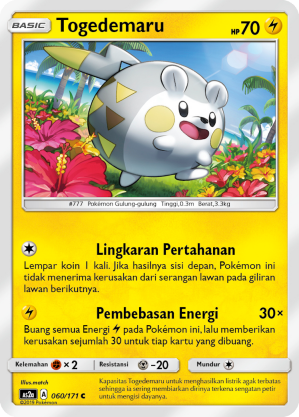 BASIC
Togedemaru
HP70
#777 Pokémon Gulung-gulung Tinggi,0.3m Berat,3.3kg
Lingkaran Pertahanan
Lempar koin 1 kali. Jika hasilnya sisi depan, Pokémon ini
tidak menerima kerusakan dari serangan lawan pada giliran
lawan berikutnya.
Pembebasan Energi 30×
Buang semua Energi pada Pokémon ini, lalu memberikan
kerusakan sejumlah 30 untuk tiap kartu yang dibuang.
Kelemahan × 2 Resistansi -20 Mundur
Illus.match
A 060/171 C
©2019 Pokémon
Kapasitas Togedemaru untuk menghasilkan listrik agak terbatas
sehingga ia sering membiarkan dirinya tersengat petir
untuk mengisi dayanya.